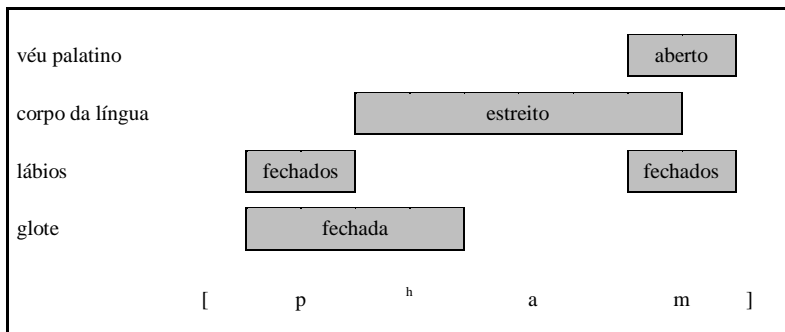 véu palatino aberto
corpo da língua estreito
lábios fechados fechados
glote fechada
[ p h a m ]